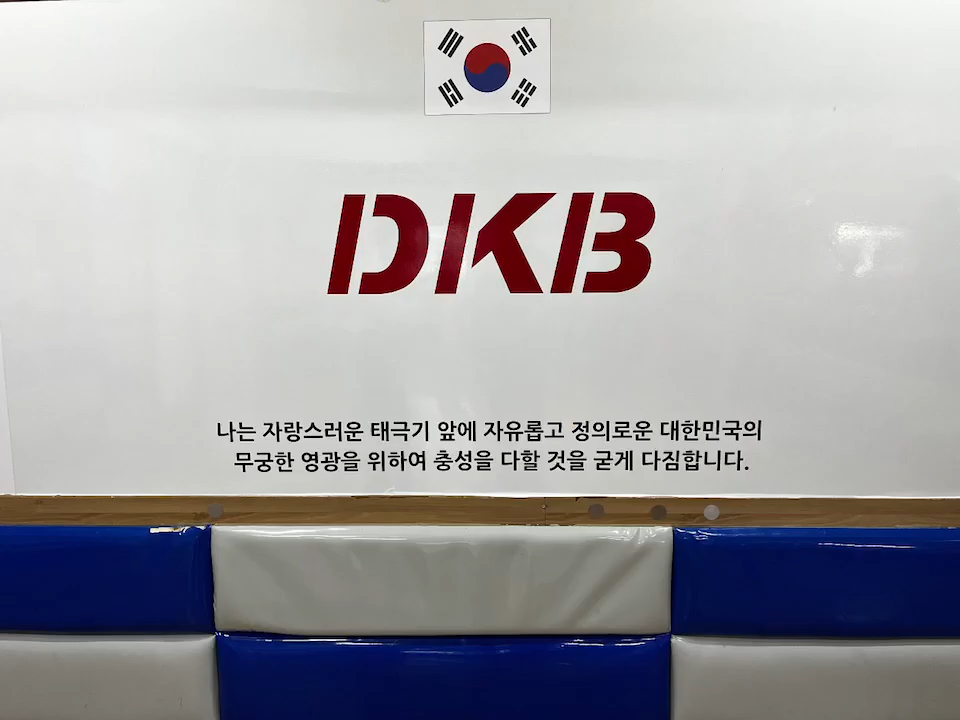 DKB
나는 자랑스러운 태극기 앞에 자유롭고 정의로운 대한민국의
무궁한 영광을 위하여 충성을 다할 것을 굳게 다짐합니다.